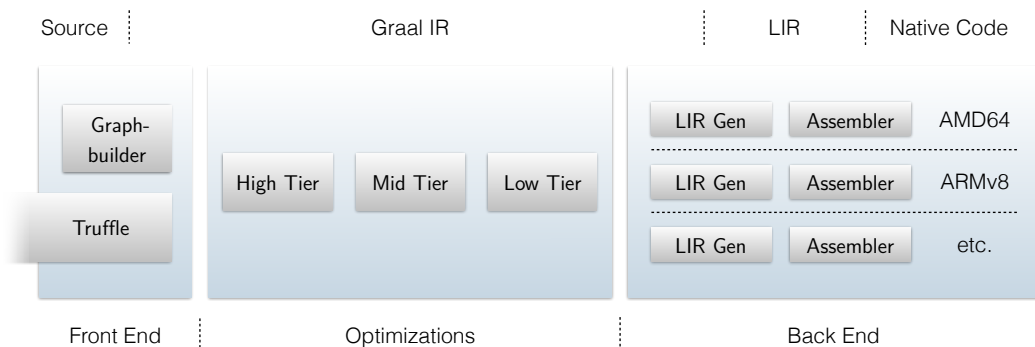 Source
Graal IR
LIR
Native Code
Graph-
builder
Truffle
High Tier
Mid Tier
Low Tier
LIR Gen
Assembler
AMD64
LIR Gen
Assembler
ARMv8
LIR Gen
Assembler
etc.
Front End
Optimizations
Back End